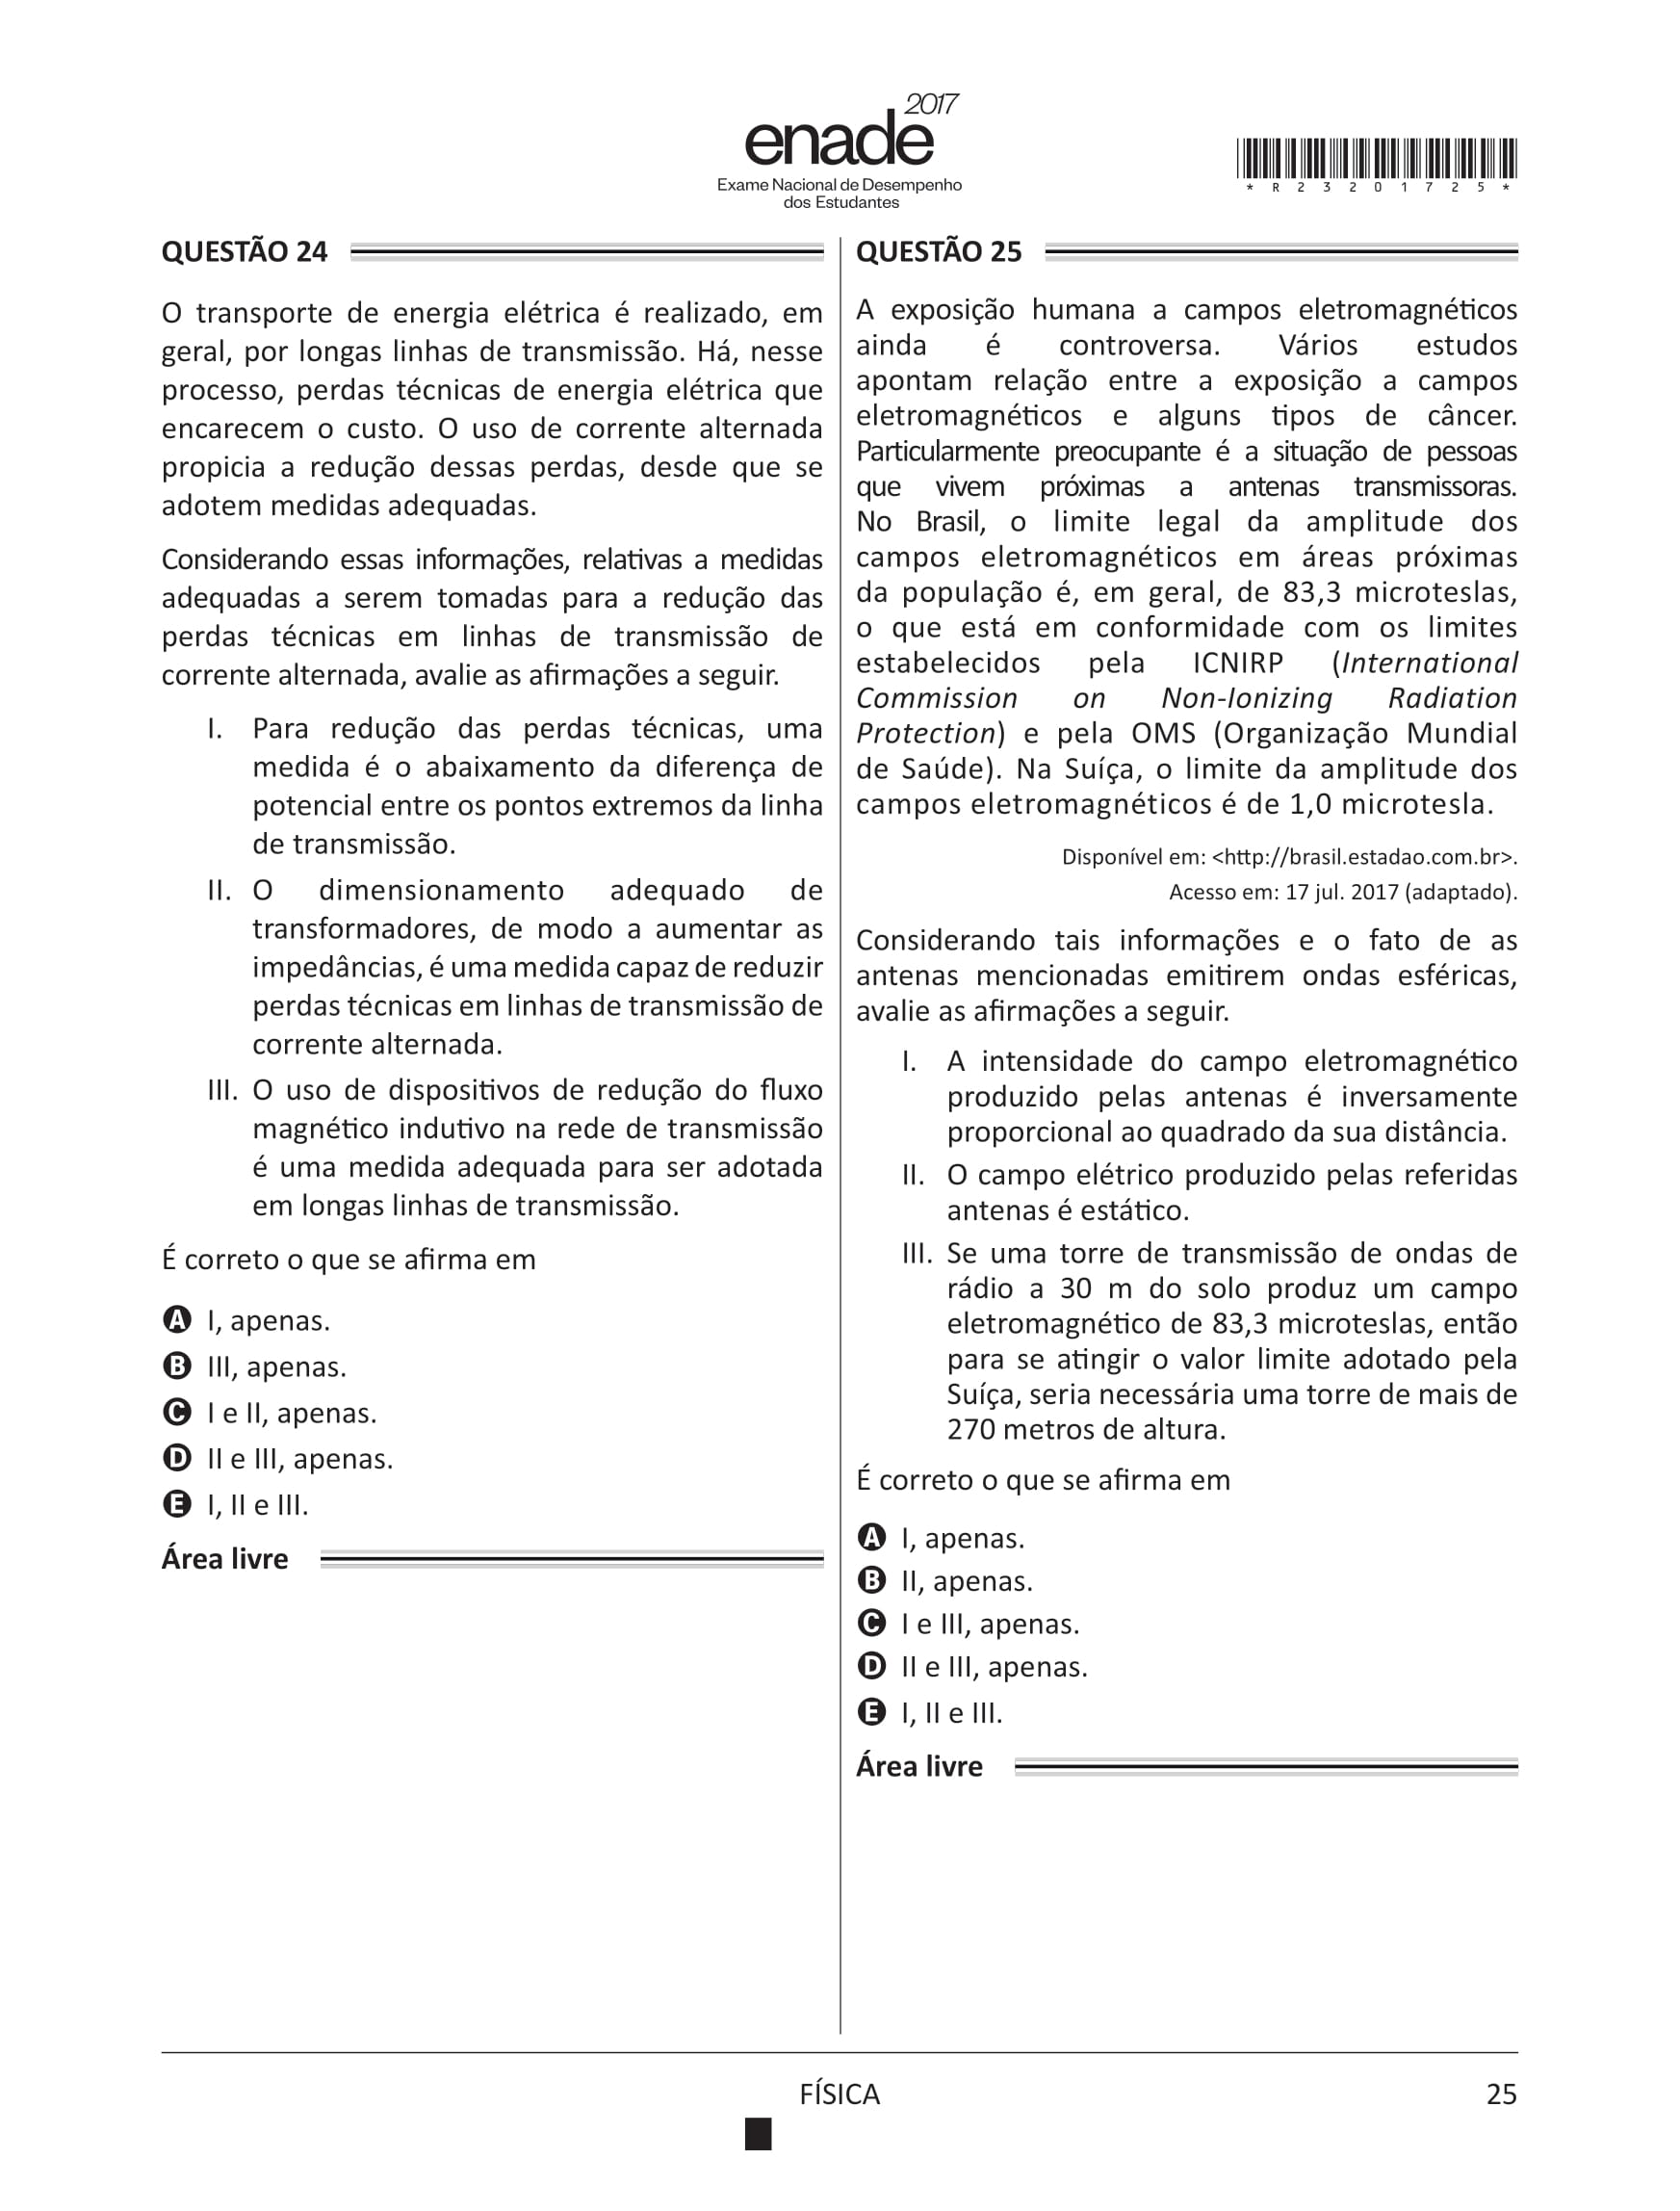 enade 2017
Exame Nacional de Desempenho
dos Estudantes
* R 2 3 2 0 1 7 2 5 *
QUESTÃO 24
O transporte de energia elétrica é realizado, em
geral, por longas linhas de transmissão. Há, nesse
processo, perdas técnicas de energia elétrica que
encarecem o custo. O uso de corrente alternada
propicia a redução dessas perdas, desde que se
adotem medidas adequadas.
Considerando essas informações, relativas a medidas
adequadas a serem tomadas para a redução das
perdas técnicas em linhas de transmissão de
corrente alternada, avalie as afirmações a seguir.
I. Para redução das perdas técnicas, uma
medida é o abaixamento da diferença de
potencial entre os pontos extremos da linha
de transmissão.
II. O dimensionamento adequado de
transformadores, de modo a aumentar as
impedâncias, é uma medida capaz de reduzir
perdas técnicas em linhas de transmissão de
corrente alternada.
III. O uso de dispositivos de redução do fluxo
magnético indutivo na rede de transmissão
é uma medida adequada para ser adotada
em longas linhas de transmissão.
É correto o que se afirma em
A I, apenas.
B III, apenas.
C I e II, apenas.
D II e III, apenas.
E I, II e III.
Área livre
QUESTÃO 25
A exposição humana a campos eletromagnéticos
ainda é controversa. Vários estudos
apontam relação entre a exposição a campos
eletromagnéticos e alguns tipos de câncer.
Particularmente preocupante é a situação de pessoas
que vivem próximas a antenas transmissoras.
No Brasil, o limite legal da amplitude dos
campos eletromagnéticos em áreas próximas
da população é, em geral, de 83,3 microteslas,
o que está em conformidade com os limites
estabelecidos pela ICNIRP (International
Commission on Non-Ionizing Radiation
Protection) e pela OMS (Organização Mundial
de Saúde). Na Suíça, o limite da amplitude dos
campos eletromagnéticos é de 1,0 microtesla.
Disponível em: <http://brasil.estadao.com.br>.
Acesso em: 17 jul. 2017 (adaptado).
Considerando tais informações e o fato de as
antenas mencionadas emitirem ondas esféricas,
avalie as afirmações a seguir.
I. A intensidade do campo eletromagnético
produzido pelas antenas é inversamente
proporcional ao quadrado da sua distância.
II. O campo elétrico produzido pelas referidas
antenas é estático.
III. Se uma torre de transmissão de ondas de
rádio a 30 m do solo produz um campo
eletromagnético de 83,3 microteslas, então
para se atingir o valor limite adotado pela
Suíça, seria necessária uma torre de mais de
270 metros de altura.
É correto o que se afirma em
A I, apenas.
B II, apenas.
C I e III, apenas.
D II e III, apenas.
E I, II e III.
Área livre
FÍSICA
25